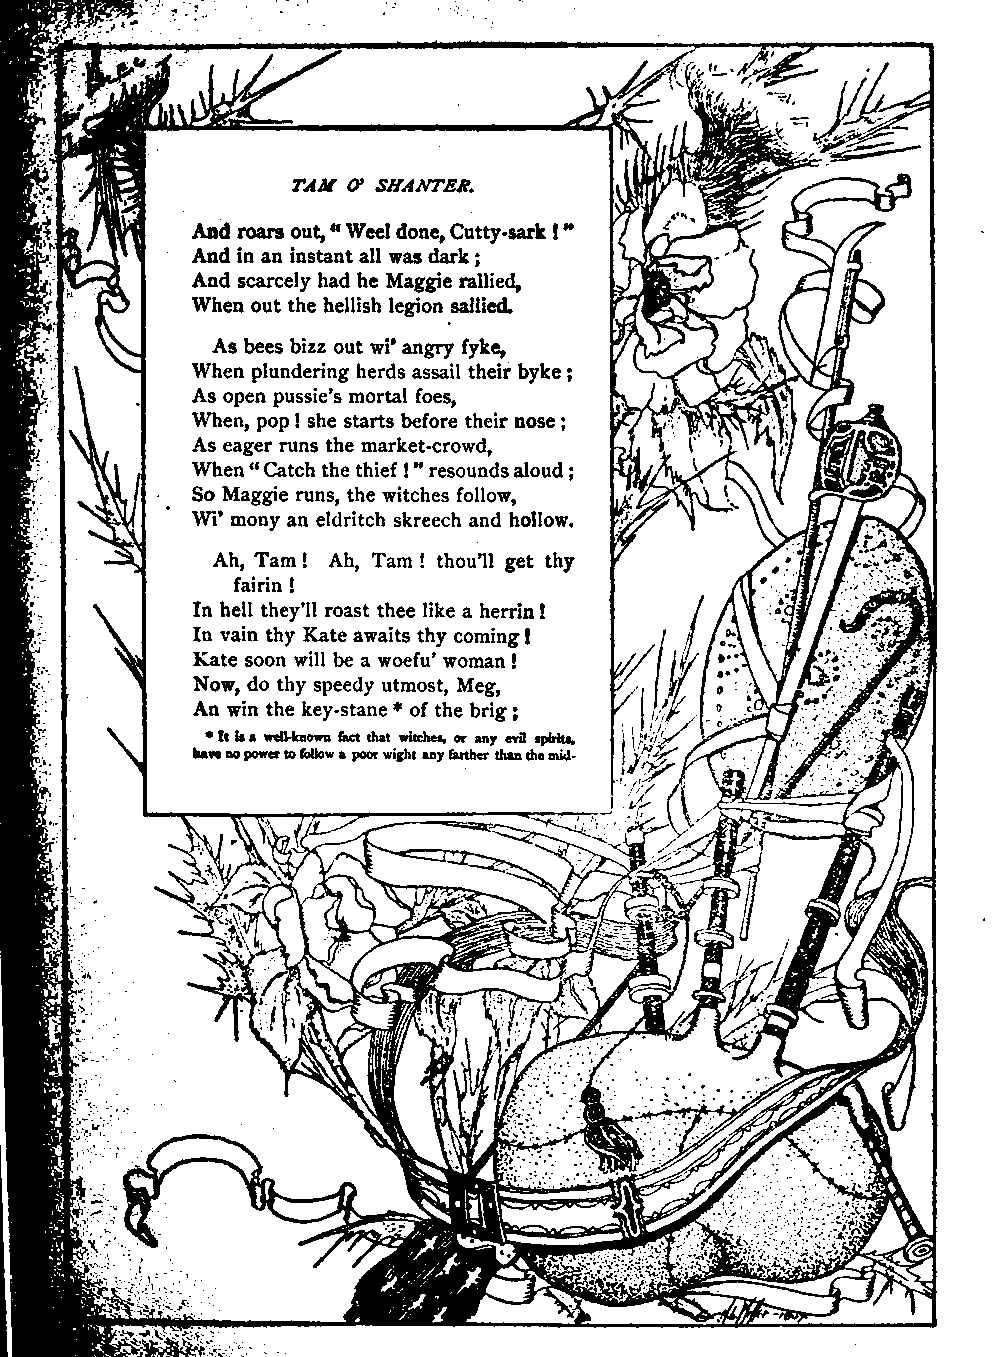 TAM O' SHANTER.
And roars out, “ Weel done, Cutty-sark ! ”
And in an instant all was dark ;
And scarcely had he Maggie rallied,
When out the hellish legion sallied.
As bees bizz out wi' angry fyke,
When plundering herds assail their byke ;
As open pussie's mortal foes,
When, pop ! she starts before their nose ;
As eager runs the market-crowd,
When “ Catch the thief ! ” resounds aloud ;
So Maggie runs, the witches follow,
Wi' mony an eldritch skreech and hollow.
Ah, Tam ! Ah, Tam ! thou'll get thy
fairin !
In hell they'll roast thee like a herrin !
In vain thy Kate awaits thy coming !
Kate soon will be a woefu' woman !
Now, do thy speedy utmost, Meg,
An win the key-stane * of the brig ;
* It is a well-known fact that witches, or any evil spirits,
have no power to follow a poor wight any farther than the mid-